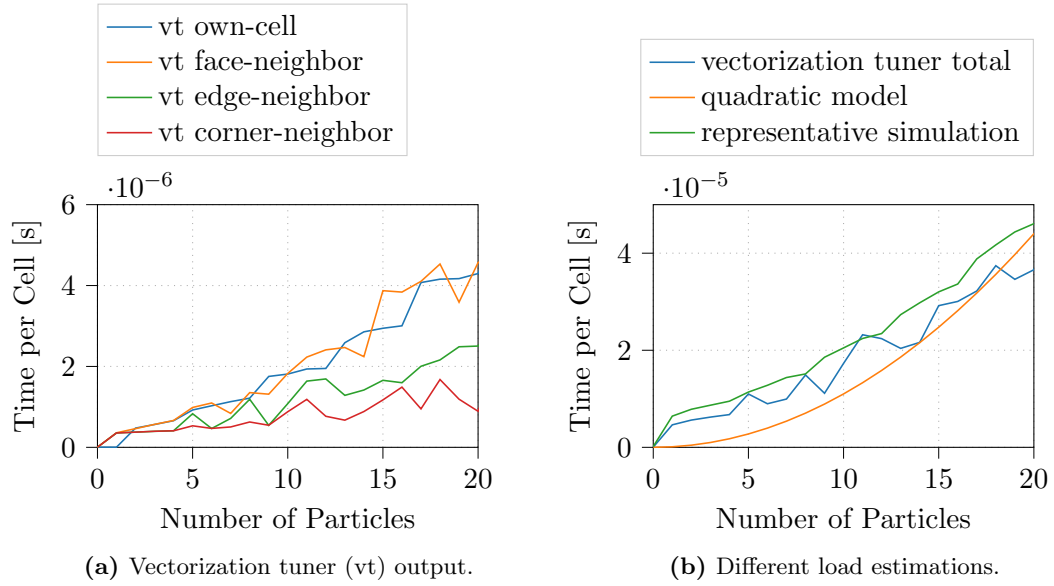 vt own-cell
vt face-neighbor
vt edge-neighbor
vt corner-neighbor
·10⁻⁶
6
4
2
0
Time per Cell [s]
0 5 10 15 20
Number of Particles
(a) Vectorization tuner (vt) output.
vectorization tuner total
quadratic model
representative simulation
·10⁻⁵
4
2
0
Time per Cell [s]
0 5 10 15 20
Number of Particles
(b) Different load estimations.